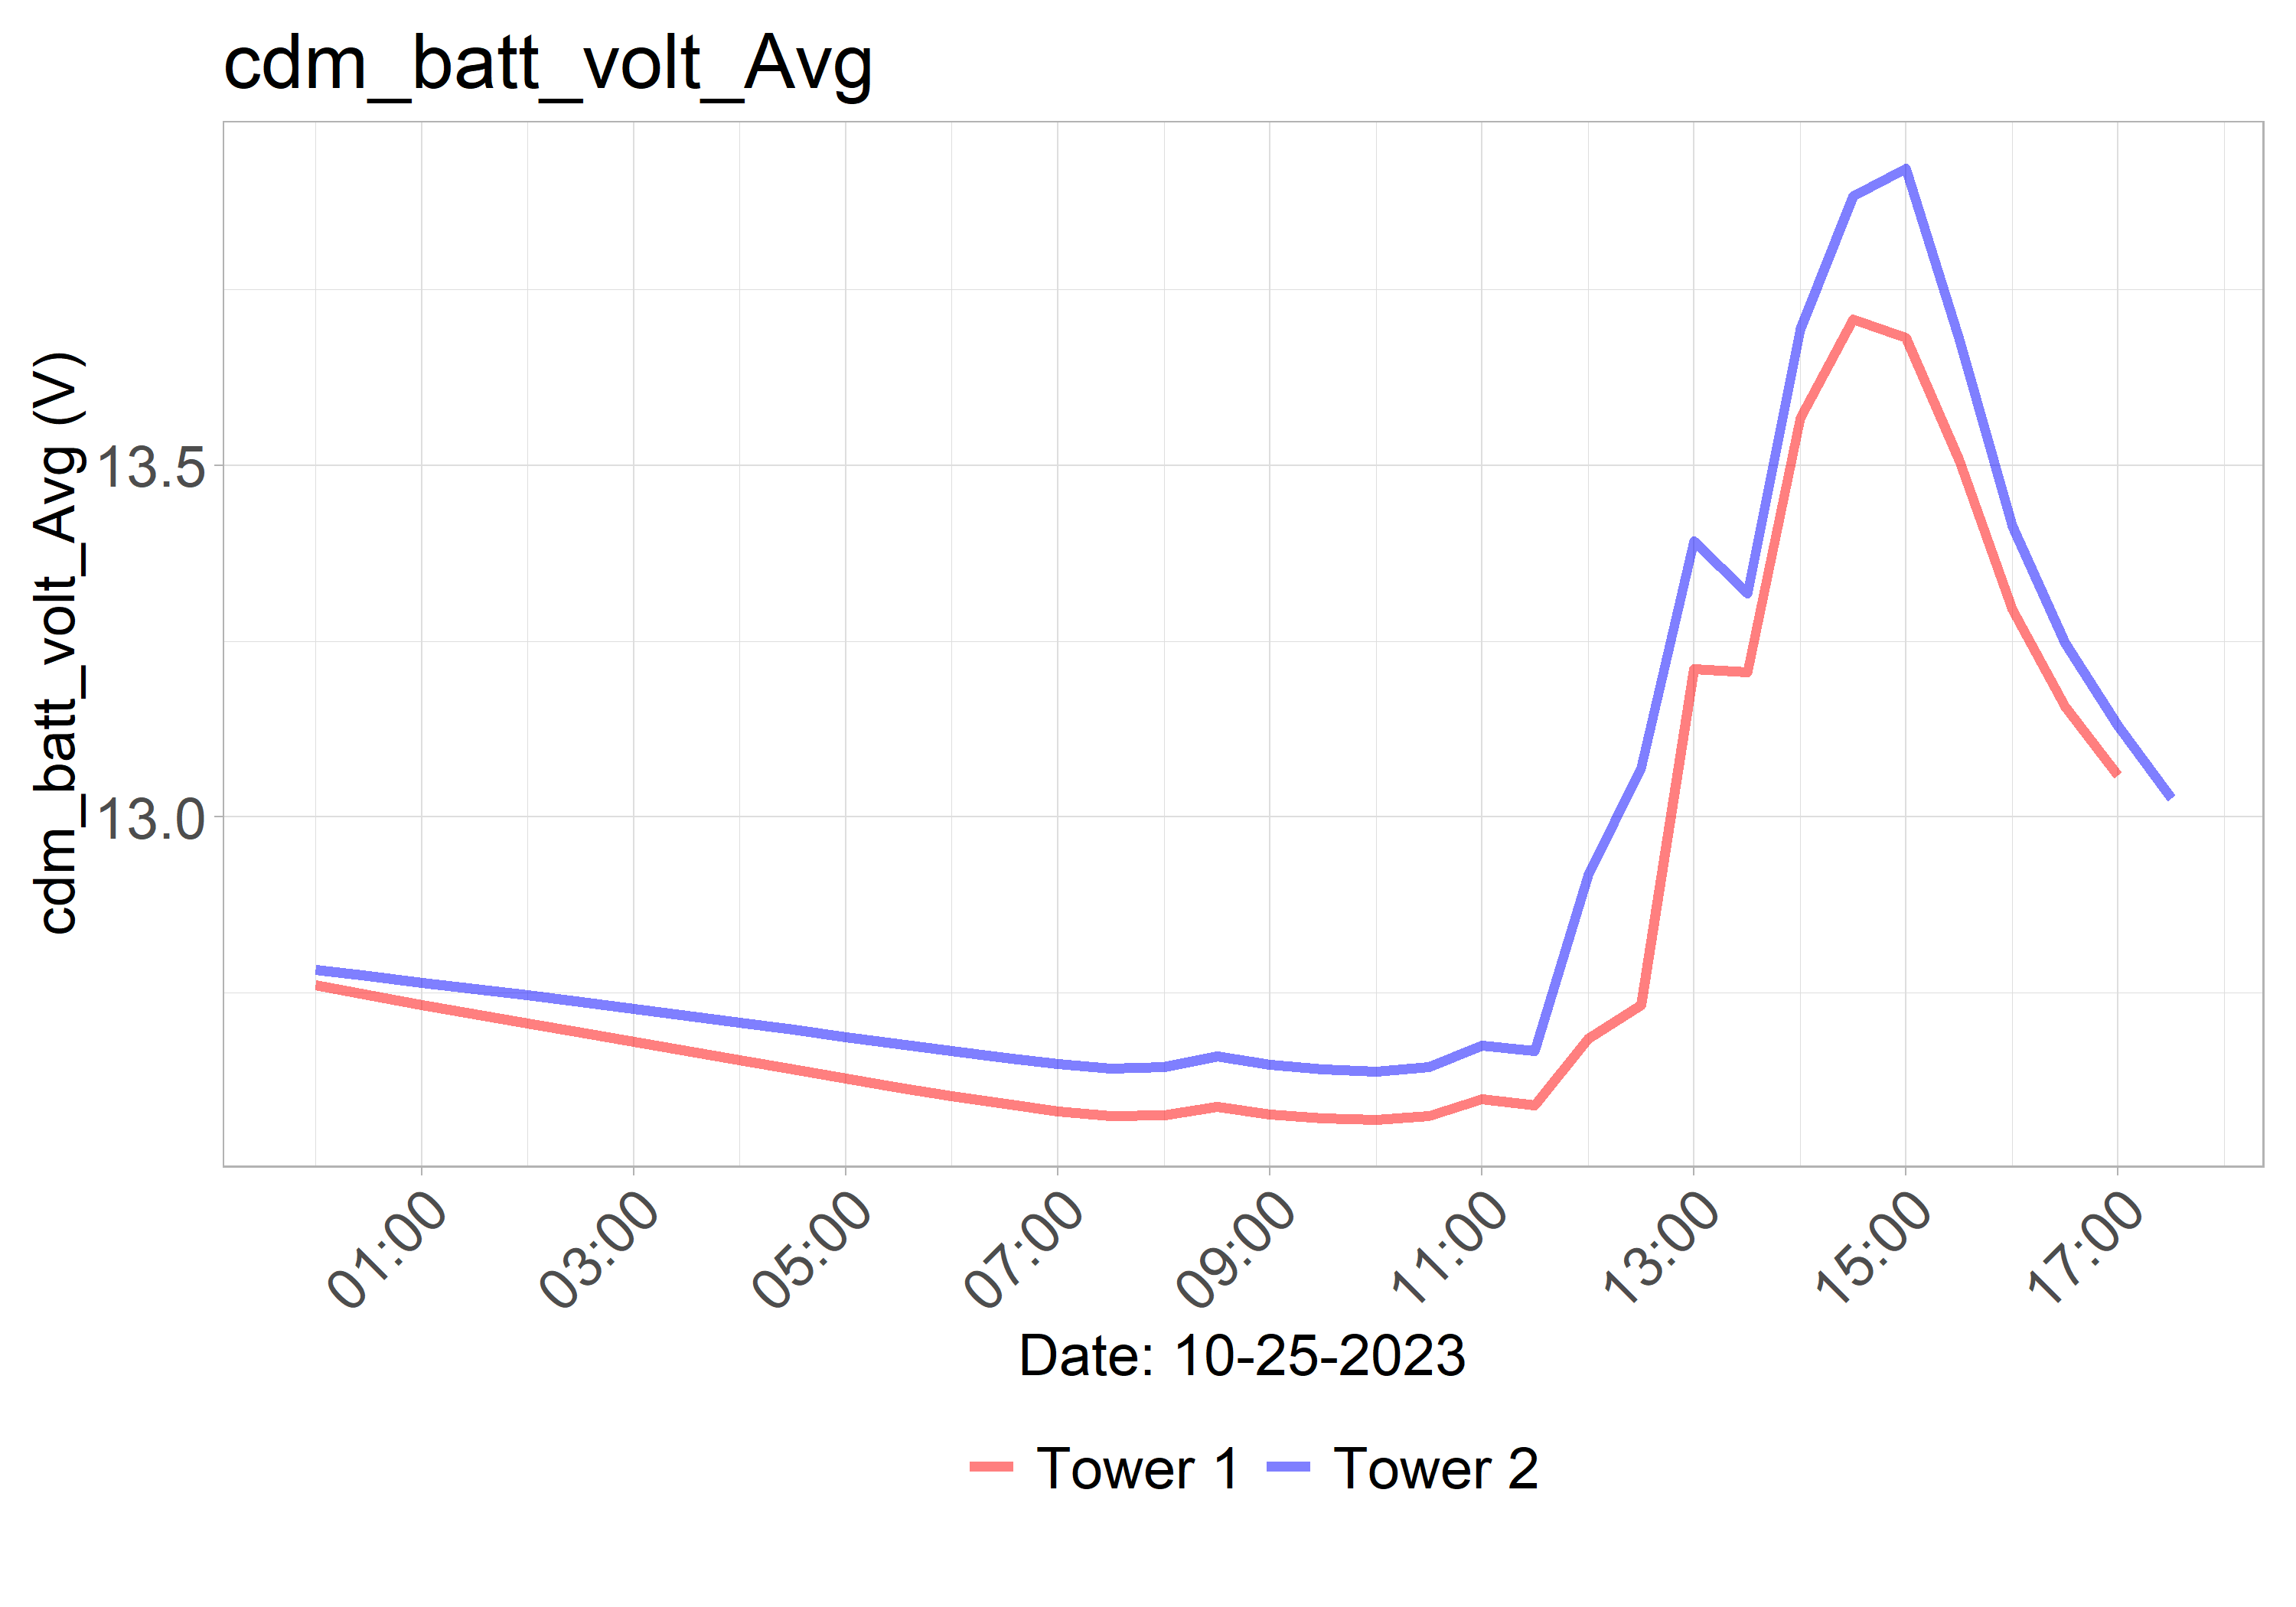 cdm_batt_volt_Avg
cdm_batt_volt_Avg (V)
13.5
13.0
01:00 03:00 05:00 07:00 09:00 11:00 13:00 15:00 17:00
Date: 10-25-2023
Tower 1 Tower 2